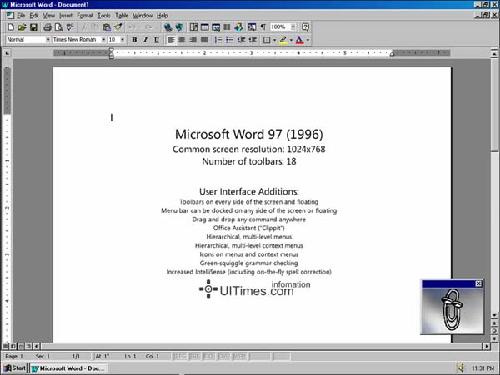 Microsoft Word - Document1
File Edit View Insert Format Tools Table Window Help
100%
Normal Times New Roman 10 B I U
Microsoft Word 97 (1996)
Common screen resolution: 1024x768
Number of toolbars: 18
User Interface Additions:
Toolbars on every side of the screen and floating
Menu bar can be docked on any side of the screen or floating
Drag and drop any command anywhere
Office Assistant ("Clippit")
Hierarchical, multi-level menus
Hierarchical, multi-level context menus
Icons on menus and context menus
Green-squiggle grammar checking
Increased IntelliSense (including on-the-fly spell correction)
infomation
UITimes.com
Page 1 Sec 1 1/1 At 1" Ln 1 Col 1
Start Microsoft Word - Doc... 11:01 PM